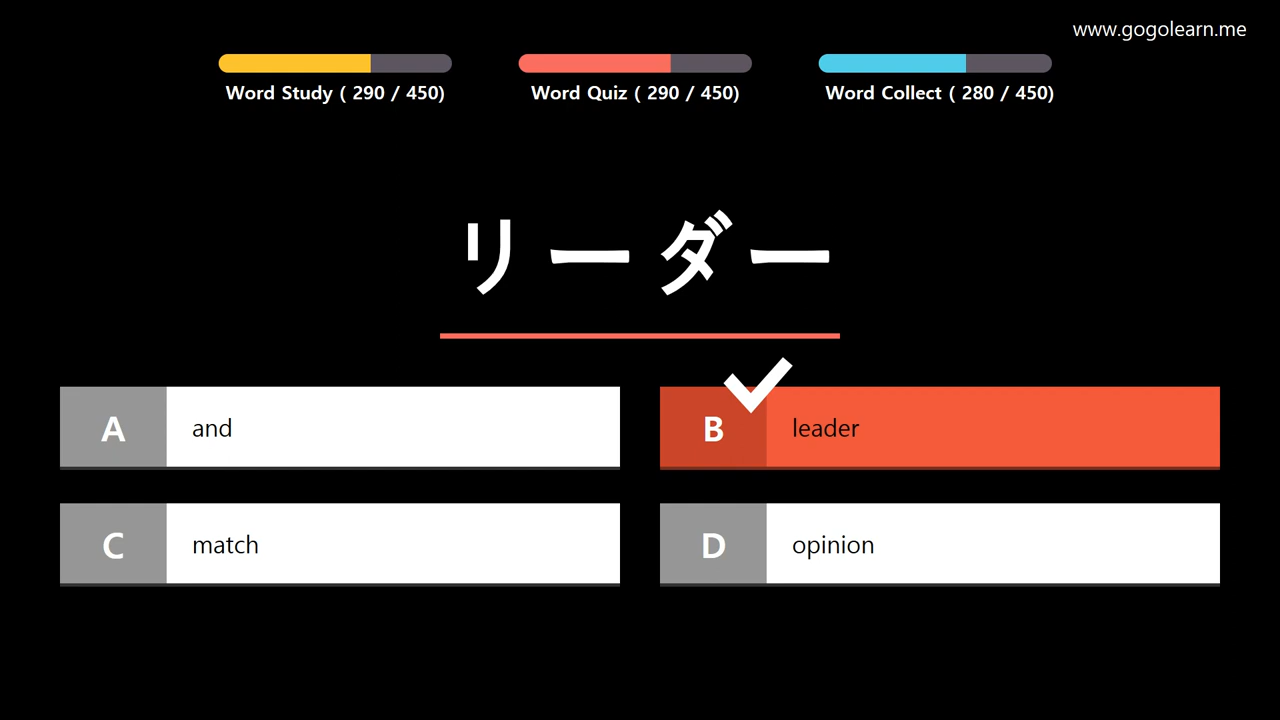 www.gogolearn.me
Word Study ( 290 / 450)
Word Quiz ( 290 / 450)
Word Collect ( 280 / 450)
リーダー
A and
B leader
C match
D opinion